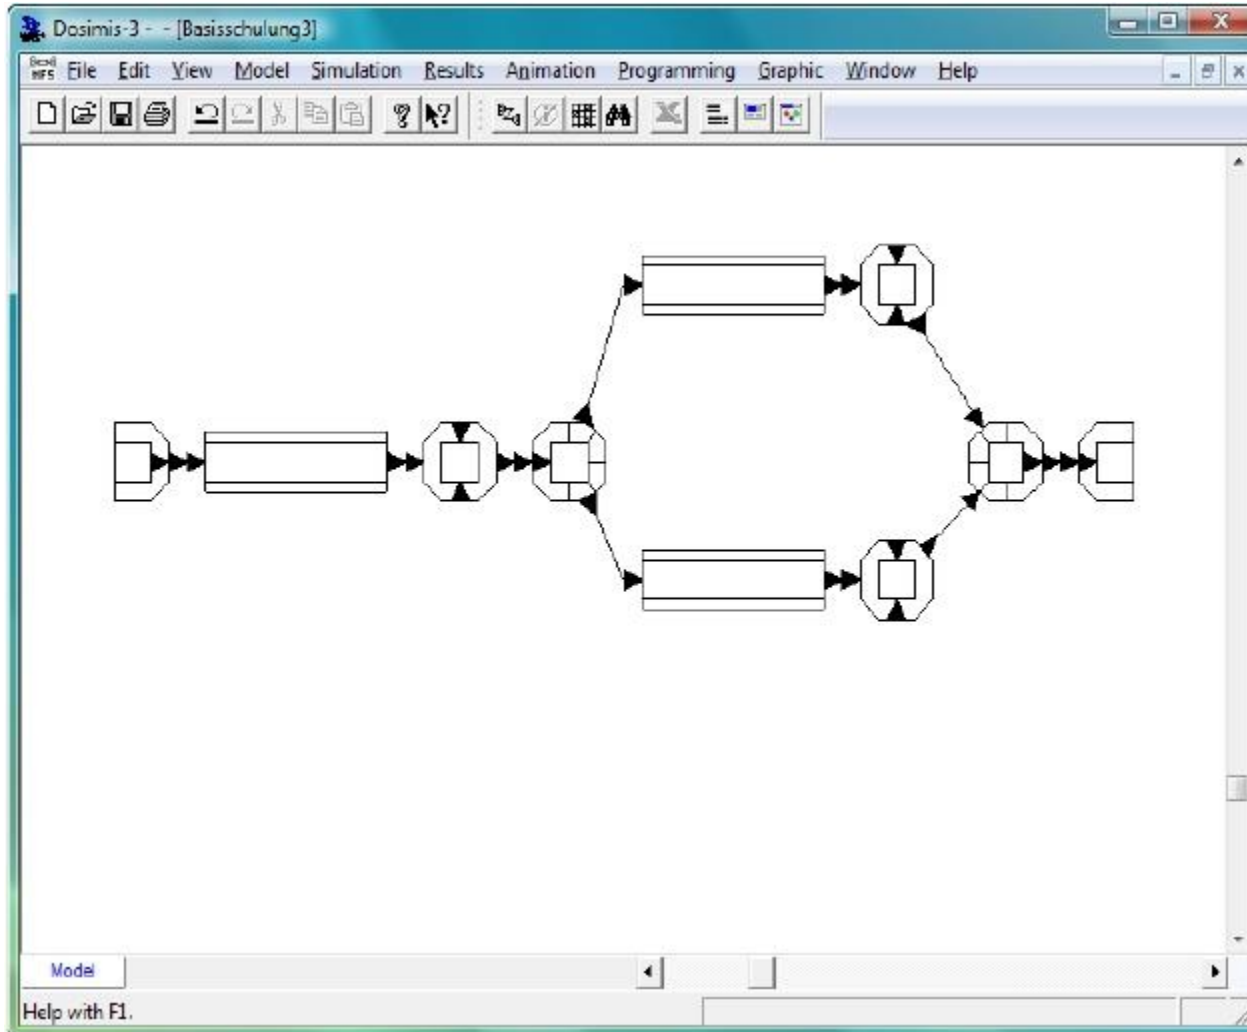 Dosimis-3 - - [Basisschulung3]
File Edit View Model Simulation Results Animation Programming Graphic Window Help
Model
Help with F1.